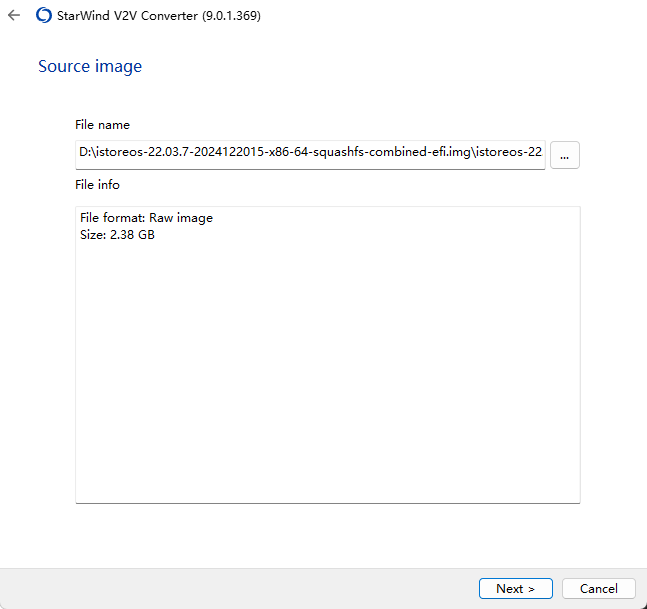 StarWind V2V Converter (9.0.1.369)
Source image
File name
D:\istoreos-22.03.7-2024122015-x86-64-squashfs-combined-efi.img\istoreos-22
...
File info
File format: Raw image
Size: 2.38 GB
Next >
Cancel